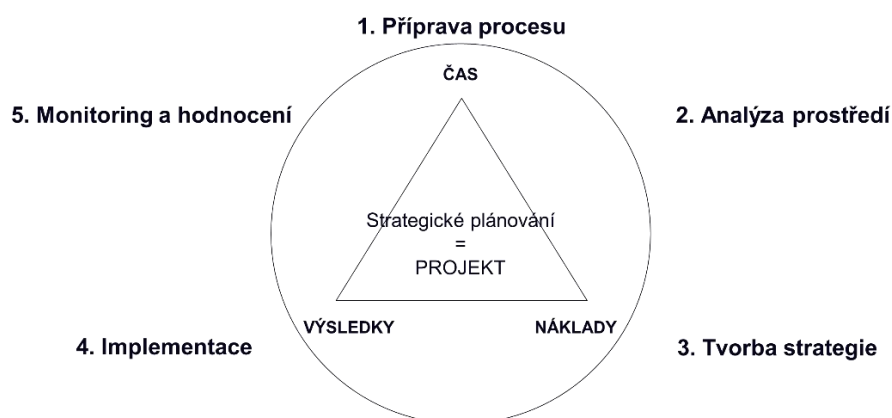 1. Příprava procesu
ČAS
5. Monitoring a hodnocení
2. Analýza prostředí
Strategické plánování
=
PROJEKT
VÝSLEDKY
NÁKLADY
4. Implementace
3. Tvorba strategie